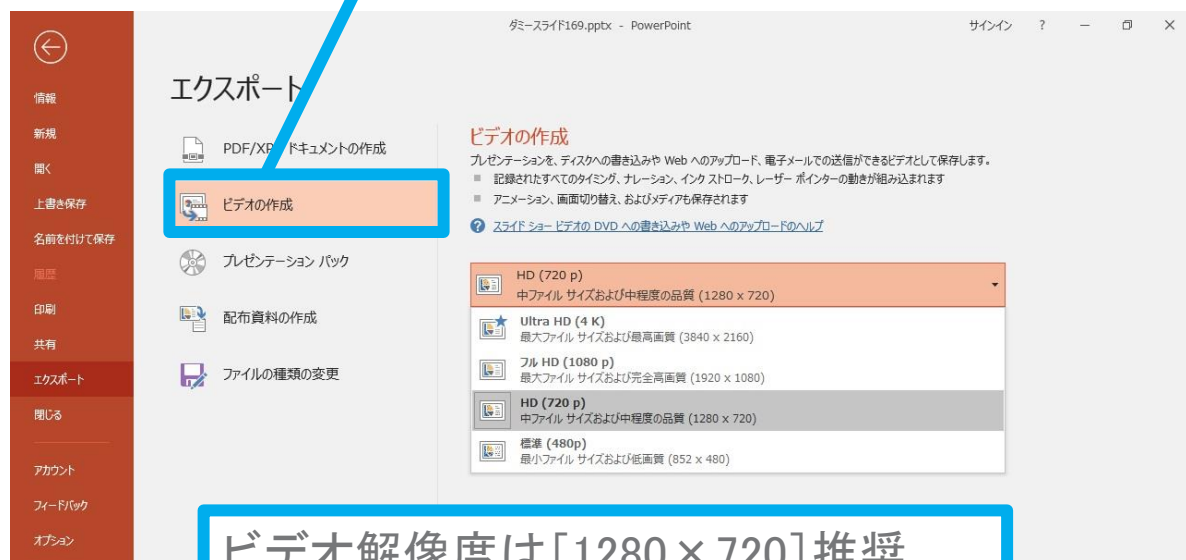 ダミースライド169.pptx - PowerPoint
サインイン ?
情報
新規
開く
上書き保存
名前を付けて保存
履歴
印刷
共有
エクスポート
閉じる
アカウント
フィードバック
オプション
エクスポート
PDF/XPS ドキュメントの作成
ビデオの作成
プレゼンテーション パック
配布資料の作成
ファイルの種類の変更
ビデオの作成
プレゼンテーションを、ディスクへの書き込みや Web へのアップロード、電子メールでの送信ができるビデオとして保存します。
記録されたすべてのタイミング、ナレーション、インク ストローク、レーザー ポインターの動きが組み込まれます
アニメーション、画面切り替え、およびメディアも保存されます
スライド ショー ビデオの DVD への書き込みや Web へのアップロードのヘルプ
HD (720 p)
中ファイル サイズおよび中程度の品質 (1280 x 720)
Ultra HD (4 K)
最大ファイル サイズおよび最高画質 (3840 x 2160)
フル HD (1080 p)
最大ファイル サイズおよび完全高画質 (1920 x 1080)
HD (720 p)
中ファイル サイズおよび中程度の品質 (1280 x 720)
標準 (480p)
最小ファイル サイズおよび低画質 (852 x 480)
ビデオ解像度は[1280×720]推奨